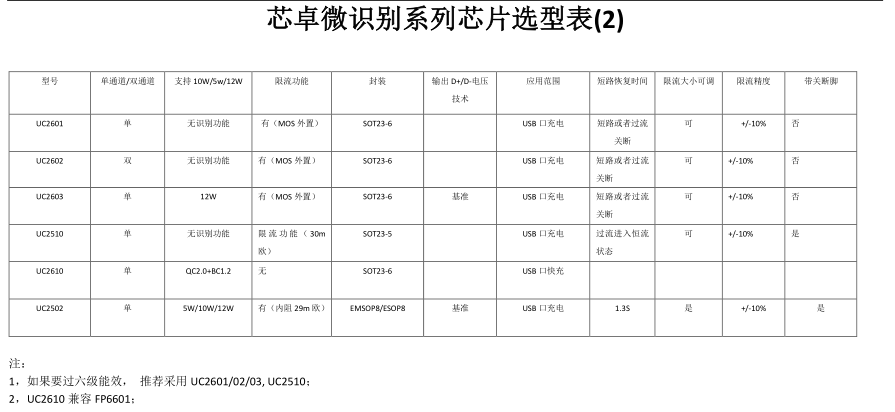 芯卓微识别系列芯片选型表(2)
型号 单通道/双通道 支持 10W/5w/12W 限流功能 封装 输出 D+/D-电压技术 应用范围 短路恢复时间 限流大小可调 限流精度 带关断脚
UC2601 单 无识别功能 有（MOS 外置） SOT23-6 USB 口充电 短路或者过流关断 可 +/-10% 否
UC2602 双 无识别功能 有（MOS 外置） SOT23-6 USB 口充电 短路或者过流关断 可 +/-10% 否
UC2603 单 12W 有（MOS 外置） SOT23-6 基准 USB 口充电 短路或者过流关断 可 +/-10% 否
UC2510 单 无识别功能 限流功能（30m欧） SOT23-5 USB 口充电 过流进入恒流状态 可 +/-10% 是
UC2610 单 QC2.0+BC1.2 无 SOT23-6 USB 口快充
UC2502 单 5W/10W/12W 有（内阻 29m 欧） EMSOP8/ESOP8 基准 USB 口充电 1.3S 是 +/-10% 是
注：
1，如果要过六级能效， 推荐采用 UC2601/02/03, UC2510；
2，UC2610 兼容 FP6601；